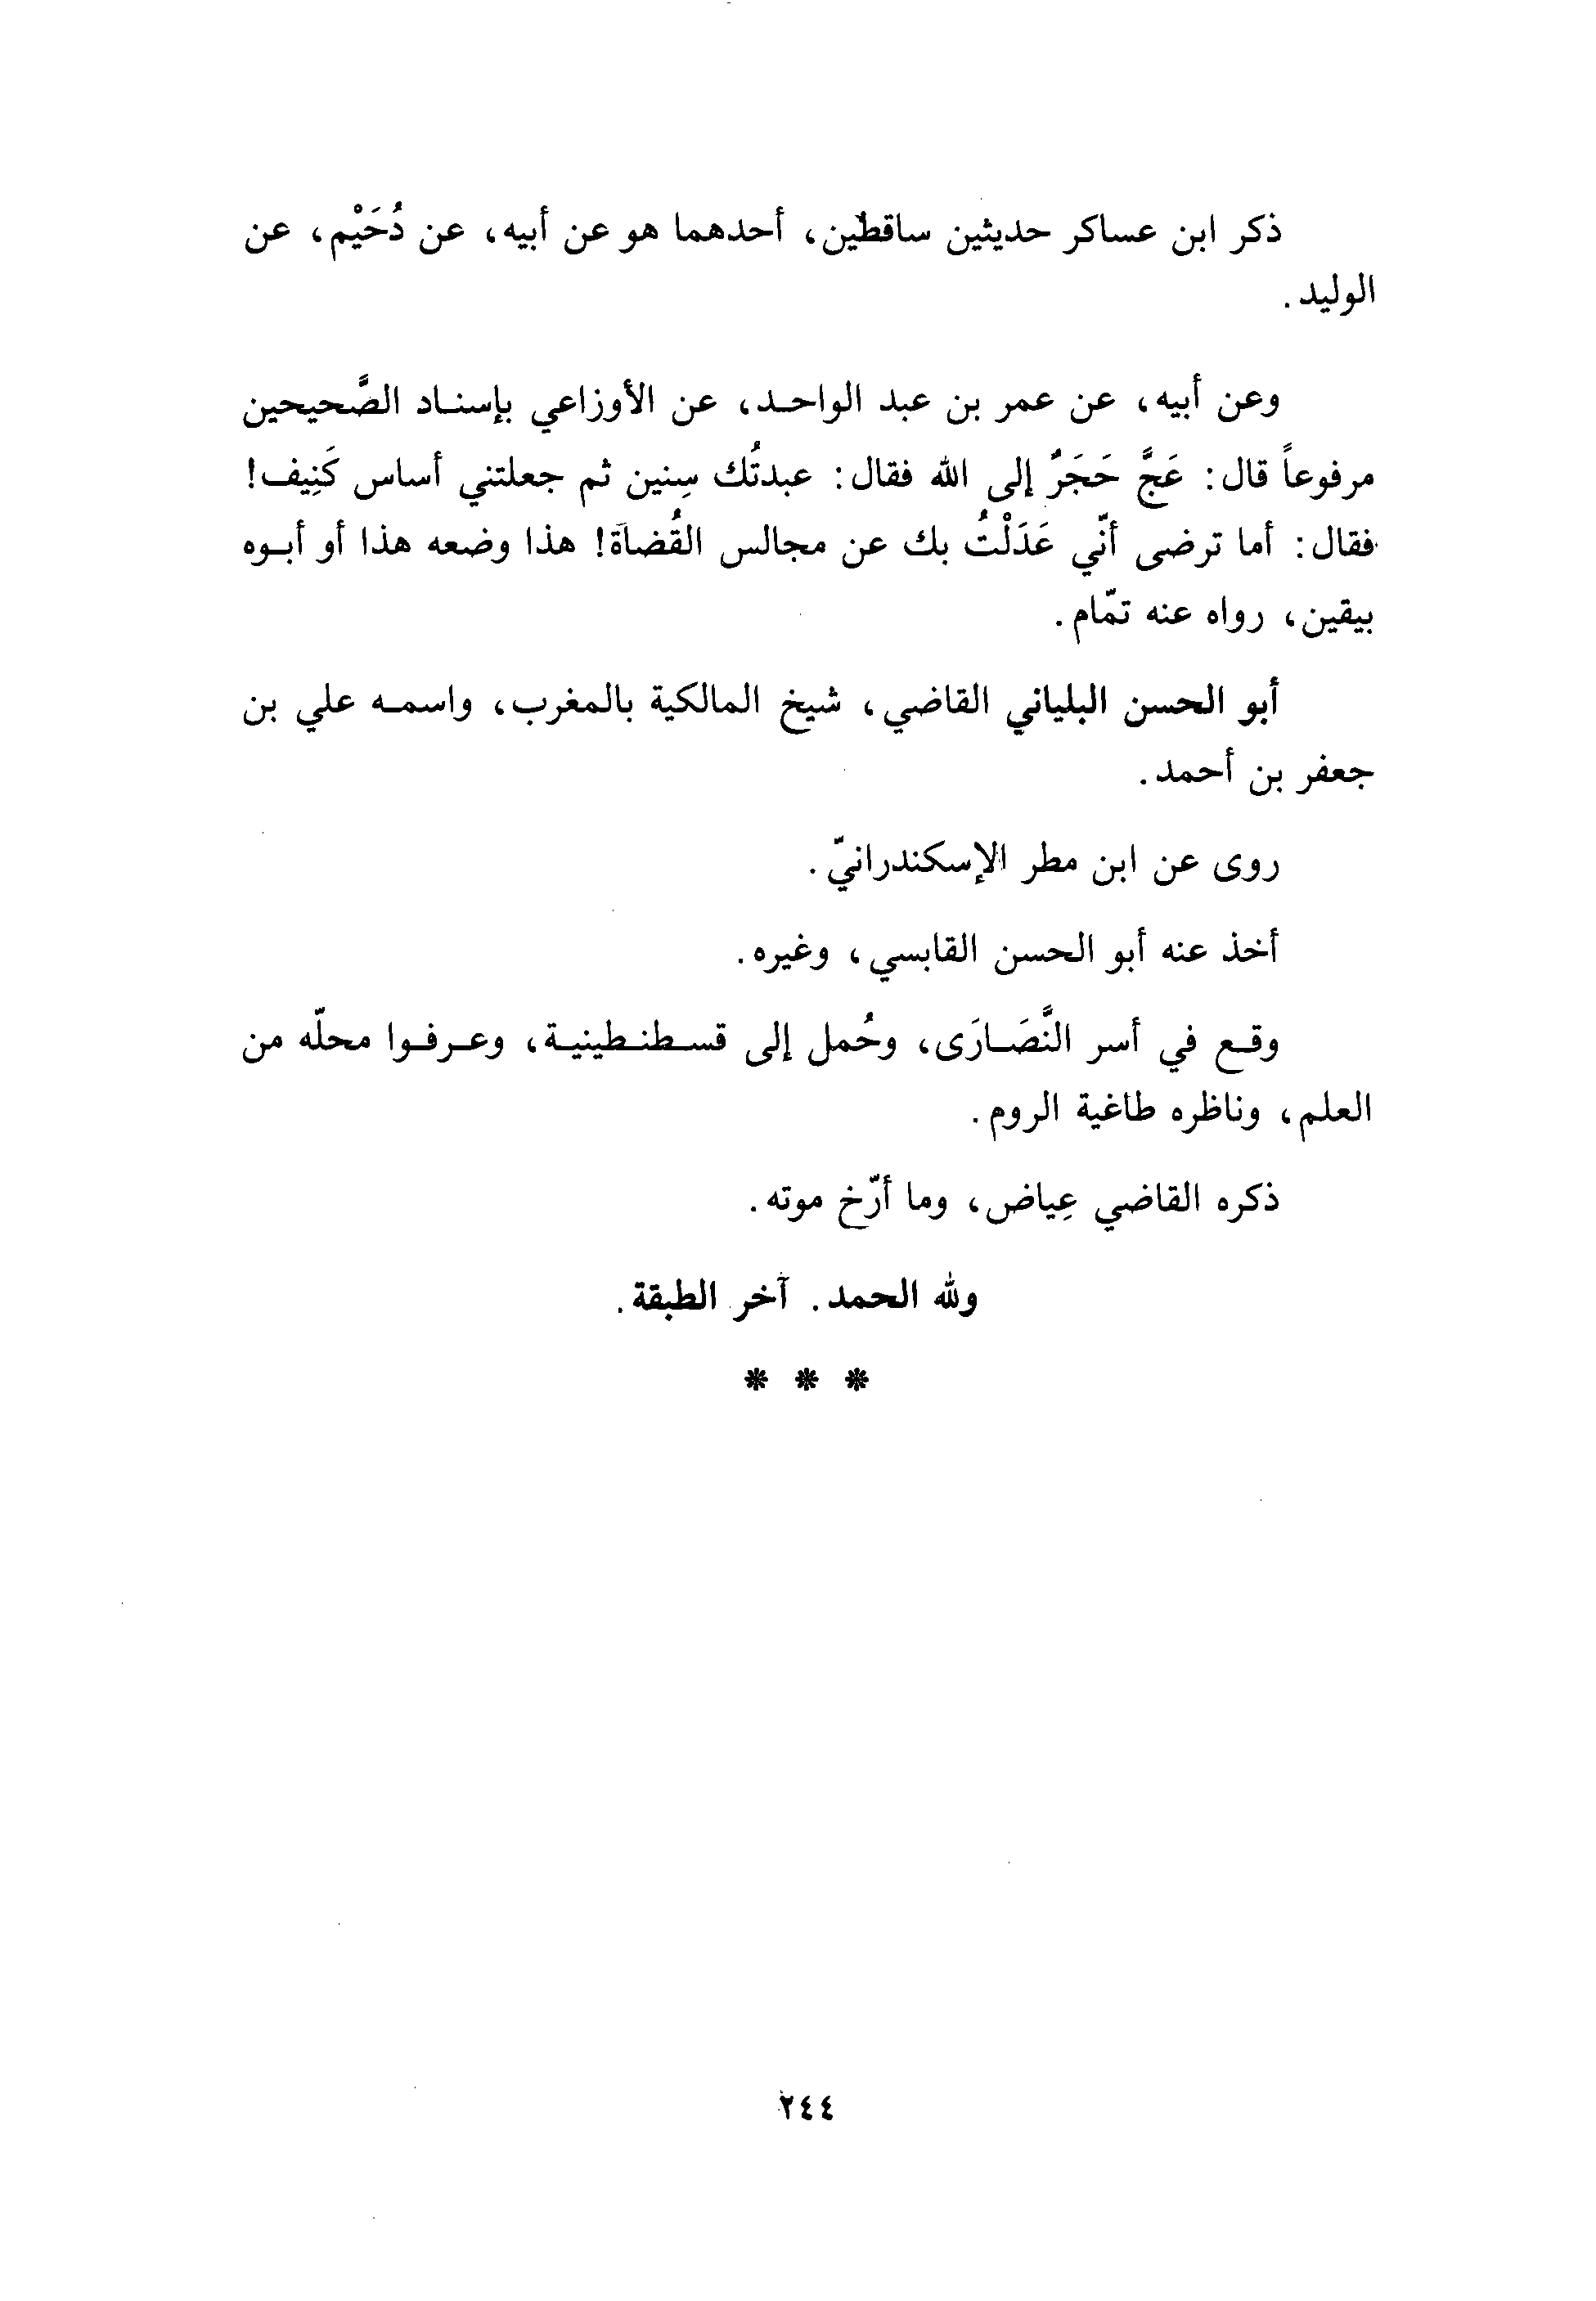 ذكر ابن عساكر حديثين ساقطين، أحدهما هو عن أبيه، عن دُحَيْم، عن
الوليد.
وعن أبيه، عن عمر بن عبد الواحد، عن الأوزاعي بإسناد الصَّحيحين
مرفوعاً قال: عَجَّ حَجَرٌ إلى الله فقال: عبدتُك سِنين ثم جعلتني أساس كَنِيف!
فقال: أما ترضى أنّي عَدَلْتُ بك عن مجالس القُضاة! هذا وضعه هذا أو أبوه
بيقين، رواه عنه تمّام.
أبو الحسن البلياني القاضي، شيخ المالكية بالمغرب، واسمه علي بن
جعفر بن أحمد.
روى عن ابن مطر الإسكندرانيّ.
أخذ عنه أبو الحسن القابسي، وغيره.
وقع في أسر النَّصَارَى، وحُمل إلى قسطنطينية، وعرفوا محلّه من
العلم، وناظره طاغية الروم.
ذكره القاضي عِياض، وما أرّخ موته.
ولله الحمد. آخر الطبقة.
* * *
٢٤٤